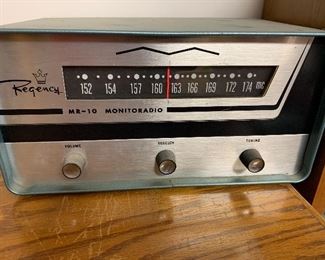 Regency
152 154 157 160 163 166 169 172 174 mc
MR-10 MONITORADIO
VOLUME SQUELCH TUNING